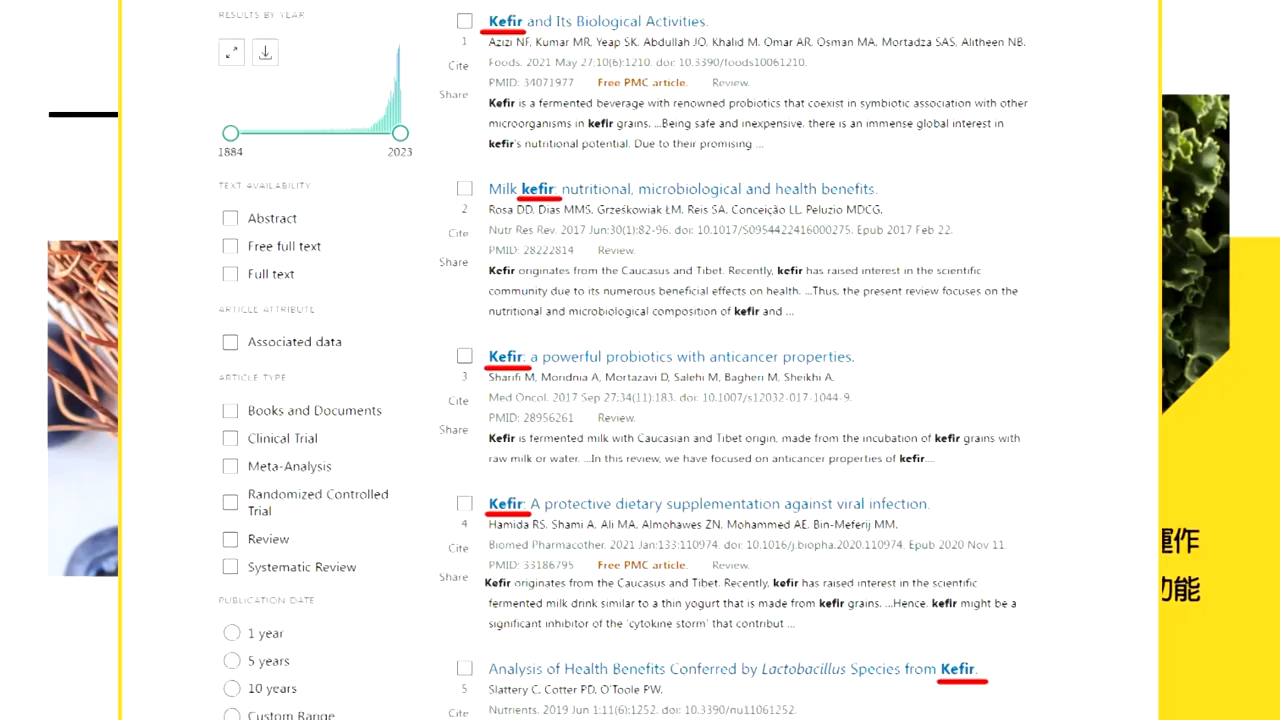 RESULTS BY YEAR
1884
2023
TEXT AVAILABILITY
Abstract
Free full text
Full text
ARTICLE ATTRIBUTE
Associated data
ARTICLE TYPE
Books and Documents
Clinical Trial
Meta-Analysis
Randomized Controlled
Trial
Review
Systematic Review
PUBLICATION DATE
1 year
5 years
10 years
Custom Range
Kefir and Its Biological Activities.
1
Azizi NF, Kumar MR, Yeap SK, Abdullah JO, Khalid M, Omar AR, Osman MA, Mortadza SAS, Alitheen NB.
Cite
Foods. 2021 May 27;10(6):1210. doi: 10.3390/foods10061210.
PMID: 34071977 Free PMC article. Review.
Share
Kefir is a fermented beverage with renowned probiotics that coexist in symbiotic association with other
microorganisms in kefir grains. ...Being safe and inexpensive, there is an immense global interest in
kefir's nutritional potential. Due to their promising ...
Milk kefir: nutritional, microbiological and health benefits.
2
Rosa DD, Dias MMS, Grześkowiak ŁM, Reis SA, Conceição LL, Peluzio MDCG.
Cite
Nutr Res Rev. 2017 Jun;30(1):82-96. doi: 10.1017/S0954422416000275. Epub 2017 Feb 22.
PMID: 28222814 Review.
Share
Kefir originates from the Caucasus and Tibet. Recently, kefir has raised interest in the scientific
community due to its numerous beneficial effects on health. ...Thus, the present review focuses on the
nutritional and microbiological composition of kefir and ...
Kefir: a powerful probiotics with anticancer properties.
3
Sharifi M, Moridnia A, Mortazavi D, Salehi M, Bagheri M, Sheikhi A.
Cite
Med Oncol. 2017 Sep 27;34(11):183. doi: 10.1007/s12032-017-1044-9.
PMID: 28956261 Review.
Share
Kefir is fermented milk with Caucasian and Tibet origin, made from the incubation of kefir grains with
raw milk or water. ...In this review, we have focused on anticancer properties of kefir....
Kefir: A protective dietary supplementation against viral infection.
4
Hamida RS, Shami A, Ali MA, Almohawes ZN, Mohammed AE, Bin-Meferij MM.
Cite
Biomed Pharmacother. 2021 Jan;133:110974. doi: 10.1016/j.biopha.2020.110974. Epub 2020 Nov 11.
PMID: 33186795 Free PMC article. Review.
Share
Kefir originates from the Caucasus and Tibet. Recently, kefir has raised interest in the scientific
fermented milk drink similar to a thin yogurt that is made from kefir grains. ...Hence, kefir might be a
significant inhibitor of the 'cytokine storm' that contribut ...
Analysis of Health Benefits Conferred by Lactobacillus Species from Kefir.
5
Slattery C, Cotter PD, O'Toole PW.
Cite
Nutrients. 2019 Jun 1;11(6):1252. doi: 10.3390/nu11061252.
運作
功能